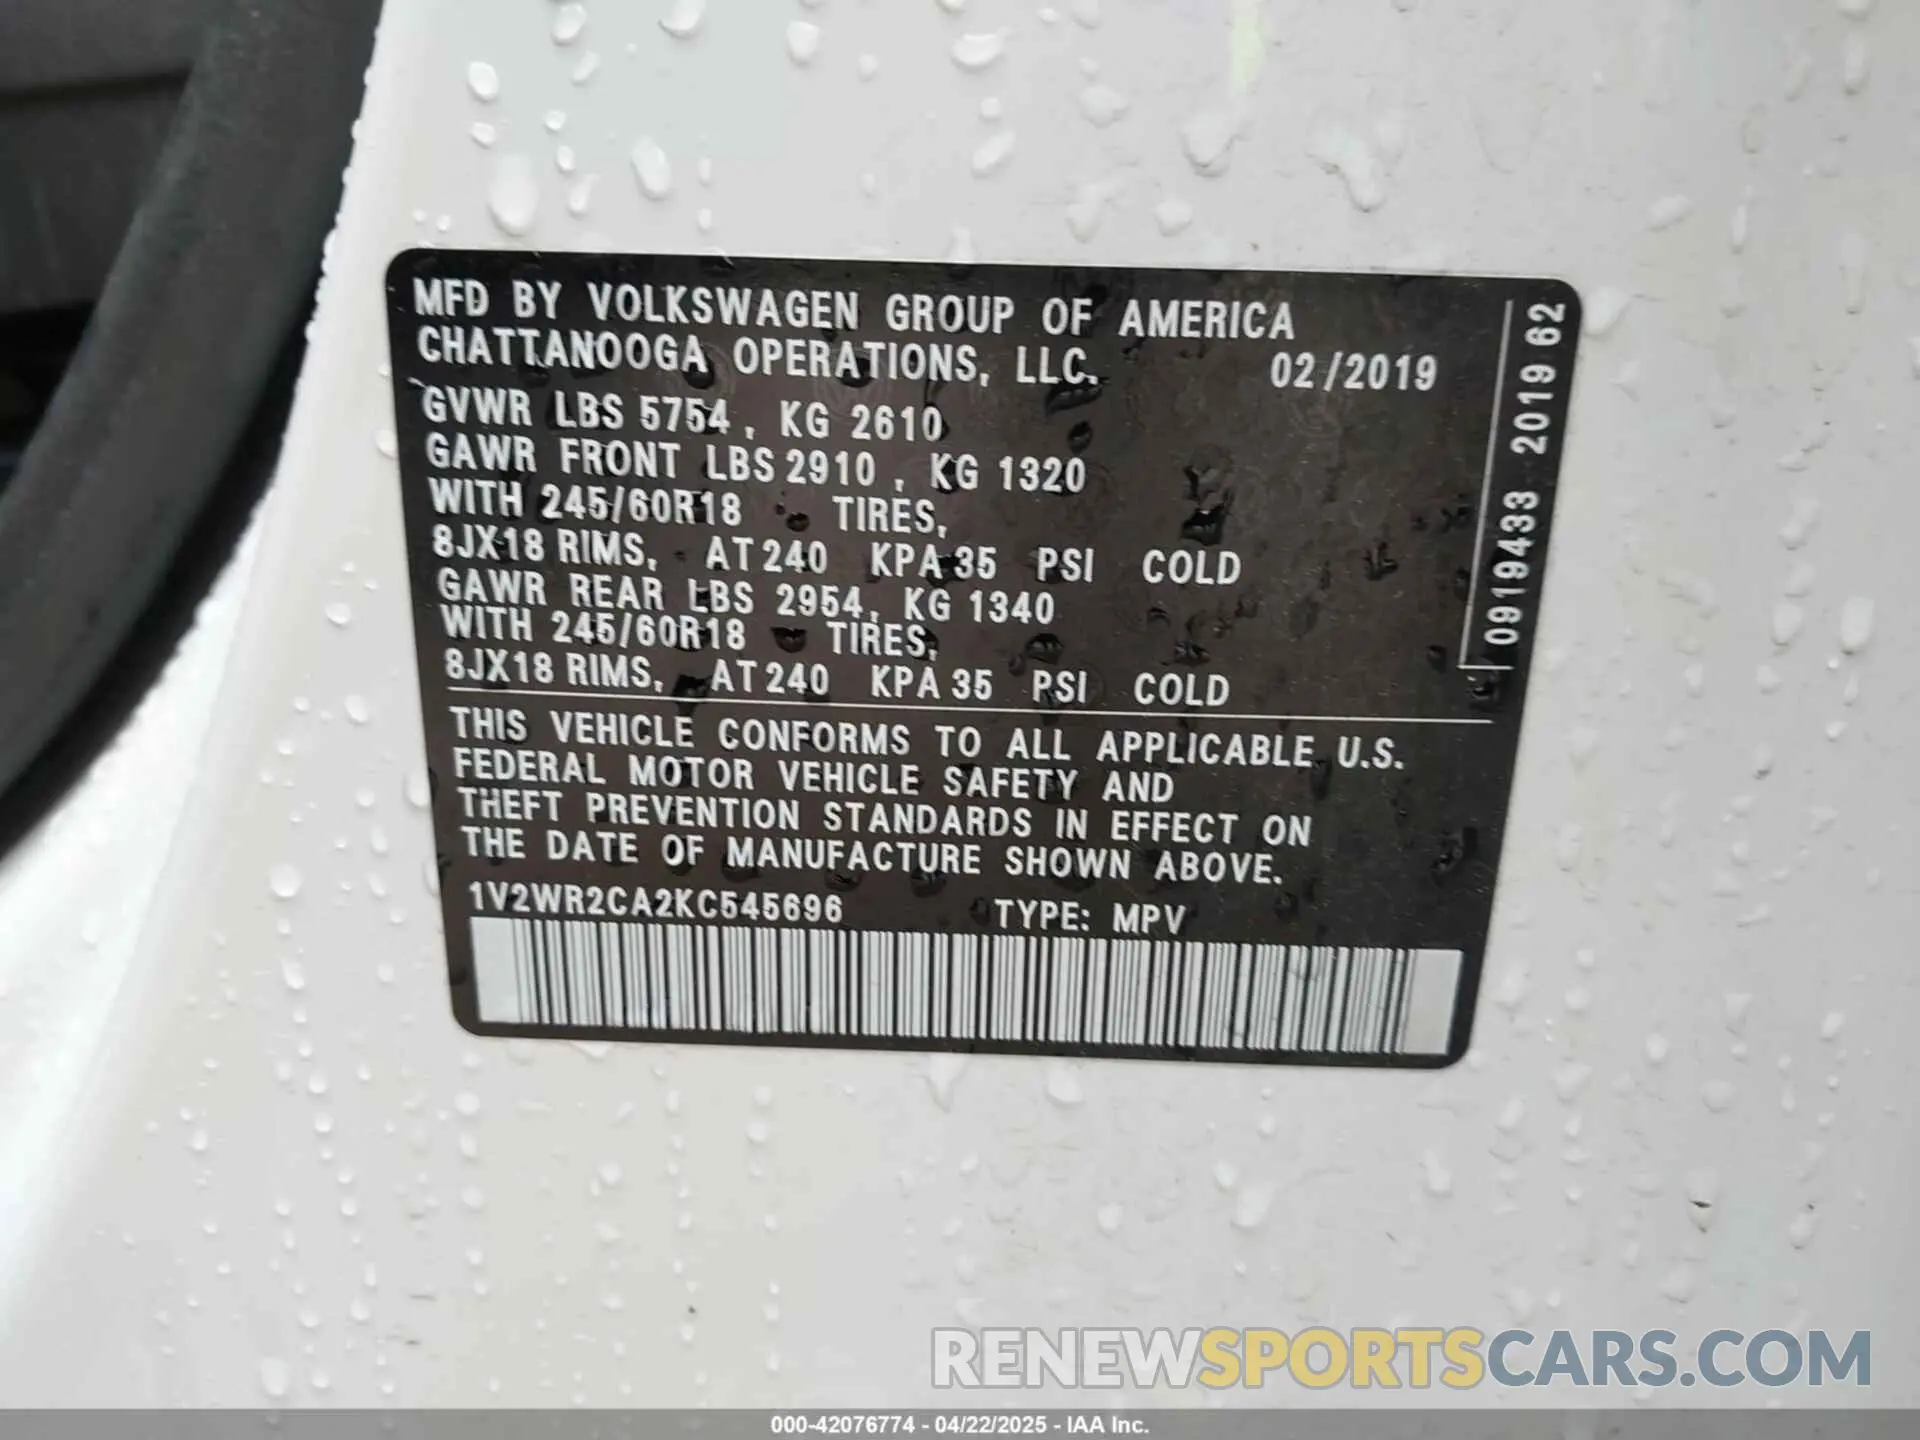 MFD BY VOLKSWAGEN GROUP OF AMERICA
CHATTANOOGA OPERATIONS, LLC. 02/2019
GVWR LBS 5754, KG 2610
GAWR FRONT LBS 2910, KG 1320
WITH 245/60R18 TIRES,
8JX18 RIMS, AT 240 KPA 35 PSI COLD
GAWR REAR LBS 2954, KG 1340
WITH 245/60R18 TIRES,
8JX18 RIMS, AT 240 KPA 35 PSI COLD
THIS VEHICLE CONFORMS TO ALL APPLICABLE U.S.
FEDERAL MOTOR VEHICLE SAFETY AND
THEFT PREVENTION STANDARDS IN EFFECT ON
THE DATE OF MANUFACTURE SHOWN ABOVE.
1V2WR2CA2KC545696 TYPE: MPV
0919433 2019 62
RENEWSPORTSCARS.COM
000-42076774 - 04/22/2025 - IAA Inc.